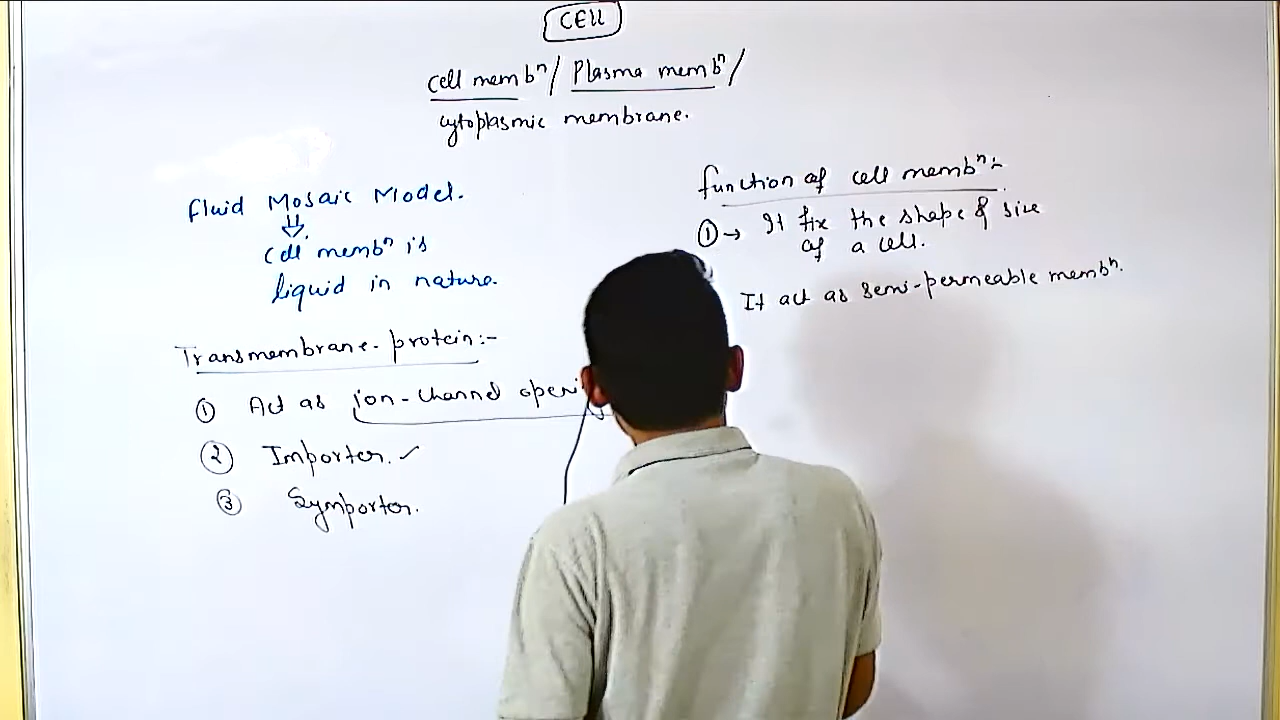 CELL
Cell membⁿ/ Plasma membⁿ/
cytoplasmic membrane.
Fluid Mosaic Model.
⇓
Cell membⁿ is
liquid in nature.
Transmembrane-protein:-
① Act as ion-channel openi
② Importer. ✓
③ Symporter.
function of cell membⁿ:-
①→ It fix the shape & size
of a cell.
It act as semi-permeable membⁿ.